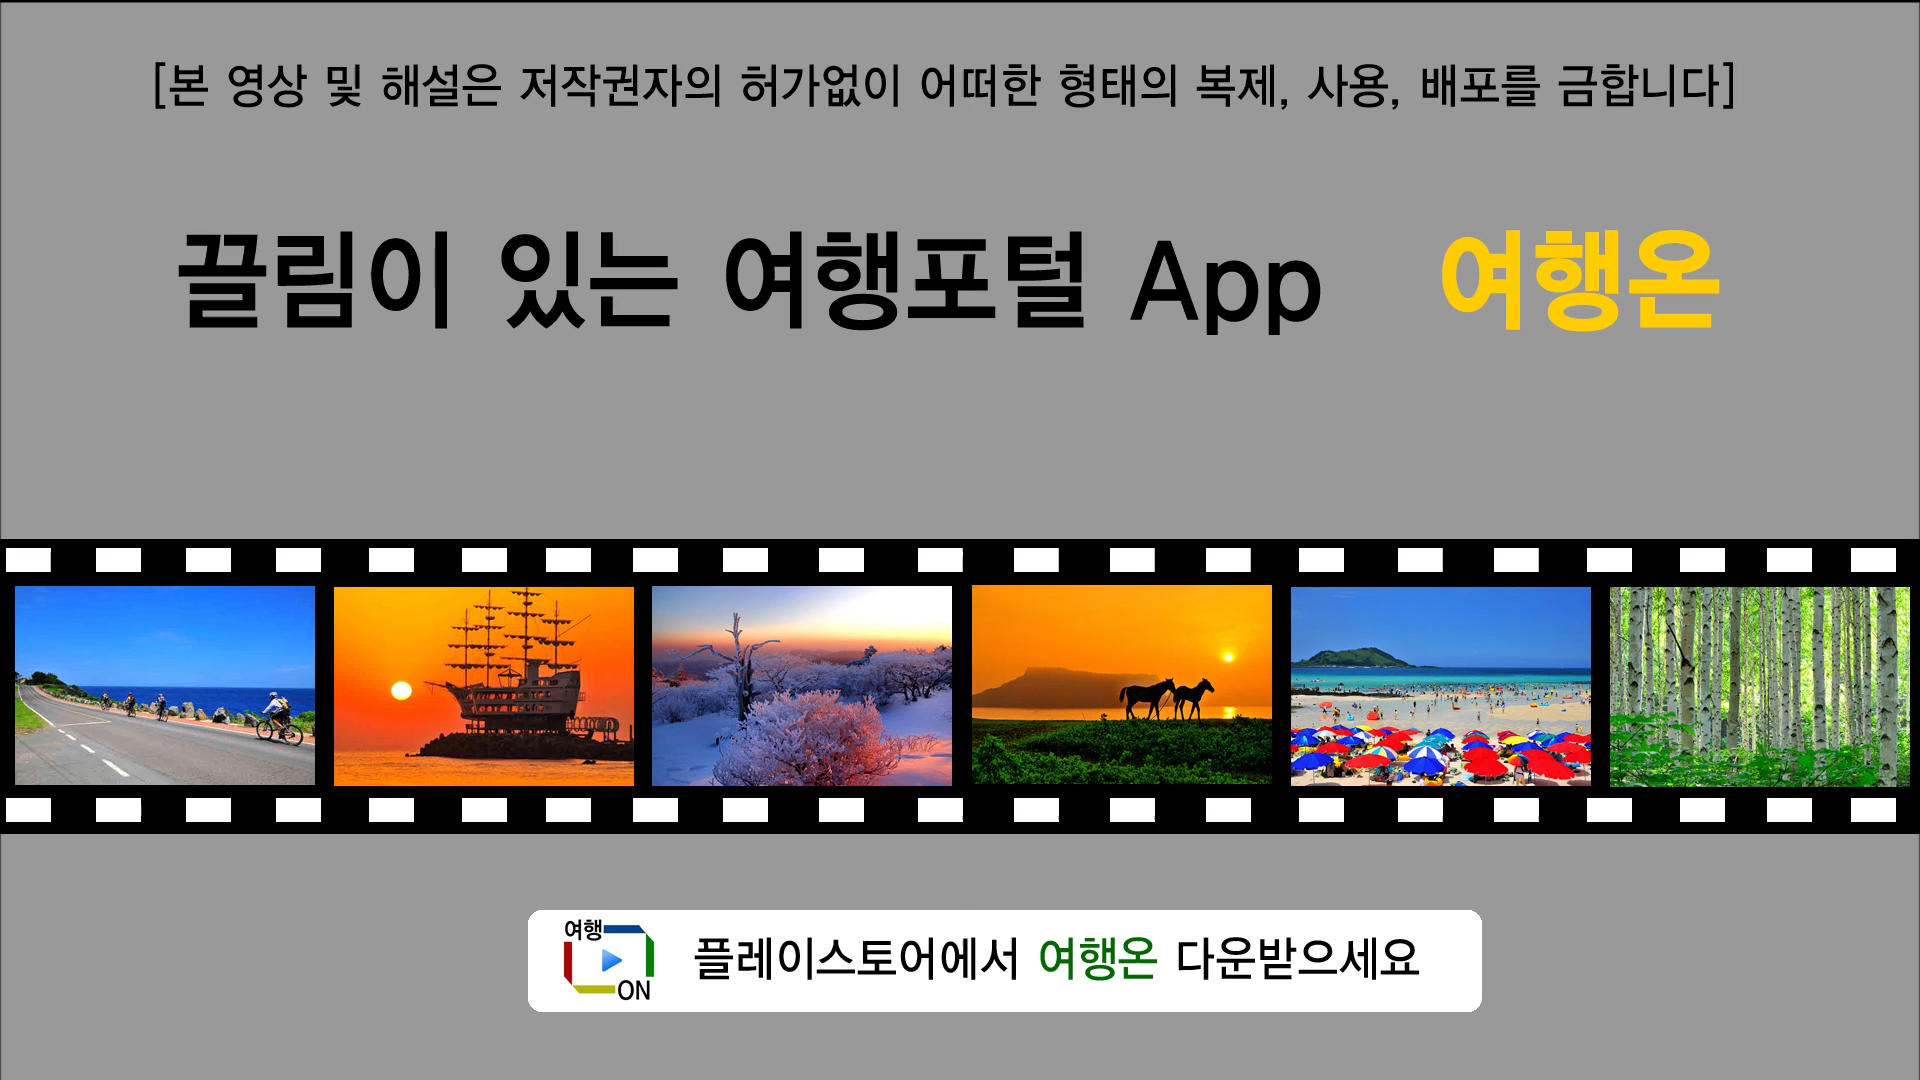 [본 영상 및 해설은 저작권자의 허가없이 어떠한 형태의 복제, 사용, 배포를 금합니다]
끌림이 있는 여행포털 App 여행온
여행
ON
플레이스토어에서 여행온 다운받으세요